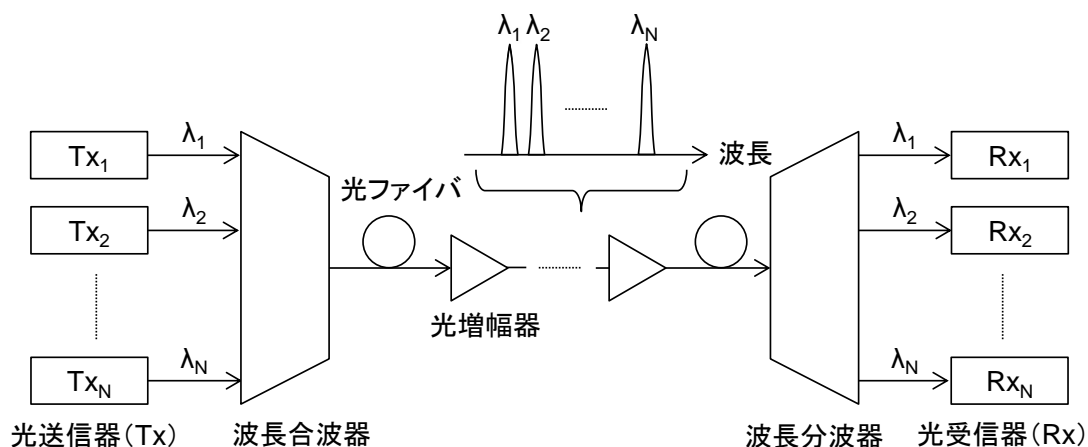 λ1 λ2 λN
波長
Tx1
λ1
Tx2
λ2
TxN
λN
光ファイバ
光増幅器
λ1
Rx1
λ2
Rx2
λN
RxN
光送信器(Tx)
波長合波器
波長分波器
光受信器(Rx)